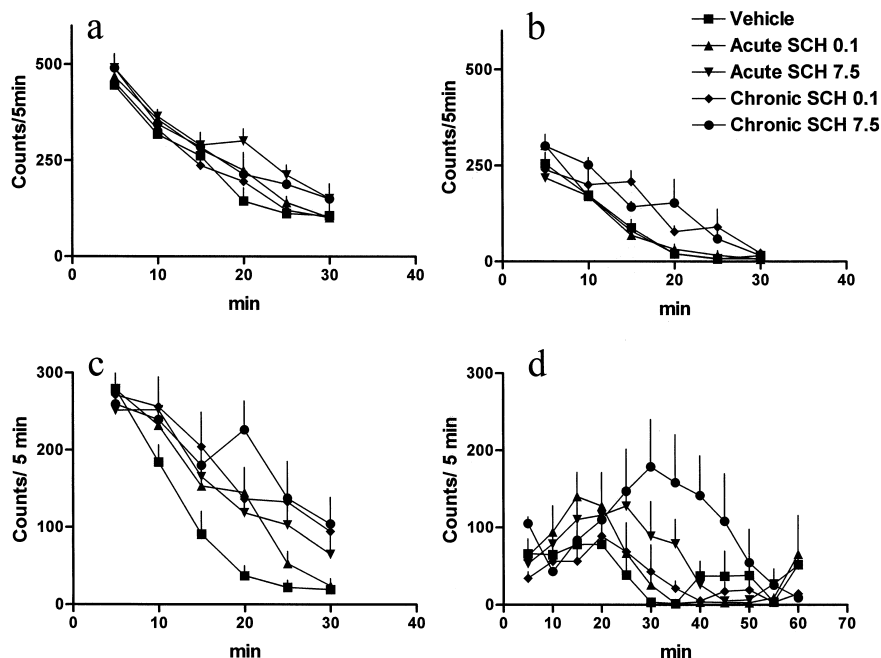 a
b
Vehicle
Acute SCH 0.1
Acute SCH 7.5
Chronic SCH 0.1
Chronic SCH 7.5
Counts/5min
500
250
0
0 10 20 30 40
min
Counts/5min
500
250
0
0 10 20 30 40
min
c
d
Counts/ 5 min
300
200
100
0
0 10 20 30 40
min
Counts/ 5 min
300
200
100
0
0 10 20 30 40 50 60 70
min